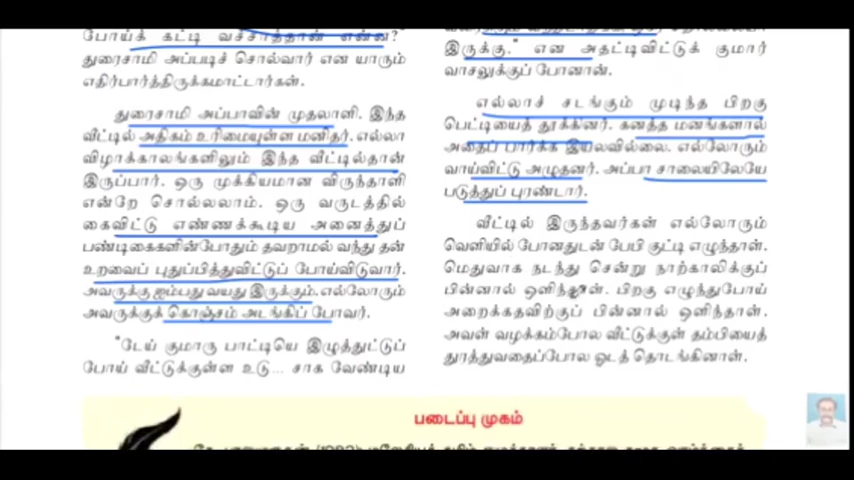 போய்க் கட்டி வச்சாத்தான் என்ன?"
துரைசாமி அப்படிச் சொல்வார் என யாரும்
எதிர்பார்த்திருக்கமாட்டார்கள்.
துரைசாமி அப்பாவின் முதலாளி. இந்த
வீட்டில் அதிகம் உரிமையுள்ள மனிதர். எல்லா
விழாக்காலங்களிலும் இந்த வீட்டில்தான்
இருப்பார். ஒரு முக்கியமான விருந்தாளி
என்றே சொல்லலாம். ஒரு வருடத்தில்
கைவிட்டு எண்ணக்கூடிய அனைத்துப்
பண்டிகைகளின்போதும் தவறாமல் வந்து தன்
உறவைப் புதுப்பித்துவிட்டுப் போய்விடுவார்.
அவருக்கு ஐம்பது வயது இருக்கும். எல்லோரும்
அவருக்குக் கொஞ்சம் அடங்கிப் போவர்.
"டேய் குமாரு பாட்டியெ இழுத்துட்டுப்
போய் வீட்டுக்குள்ள உடு... சாக வேண்டிய
இருக்கு." என அதட்டிவிட்டுக் குமார்
வாசலுக்குப் போனான்.
எல்லாச் சடங்கும் முடிந்த பிறகு
பெட்டியைத் தூக்கினர். கனத்த மனங்களால்
அதைப் பார்க்க இயலவில்லை. எல்லோரும்
வாய்விட்டு அழுதனர். அப்பா சாலையிலேயே
படுத்துப் புரண்டார்.
வீட்டில் இருந்தவர்கள் எல்லோரும்
வெளியில் போனதுடன் பேபி குட்டி எழுந்தாள்.
மெதுவாக நடந்து சென்று நாற்காலிக்குப்
பின்னால் ஒளிந்தாள். பிறகு எழுந்துபோய்
அறைக்கதவிற்குப் பின்னால் ஒளிந்தாள்.
அவள் வழக்கம்போல வீட்டுக்குள் தம்பியைத்
துரத்துவதைப்போல ஓடத் தொடங்கினாள்.
படைப்பு முகம்